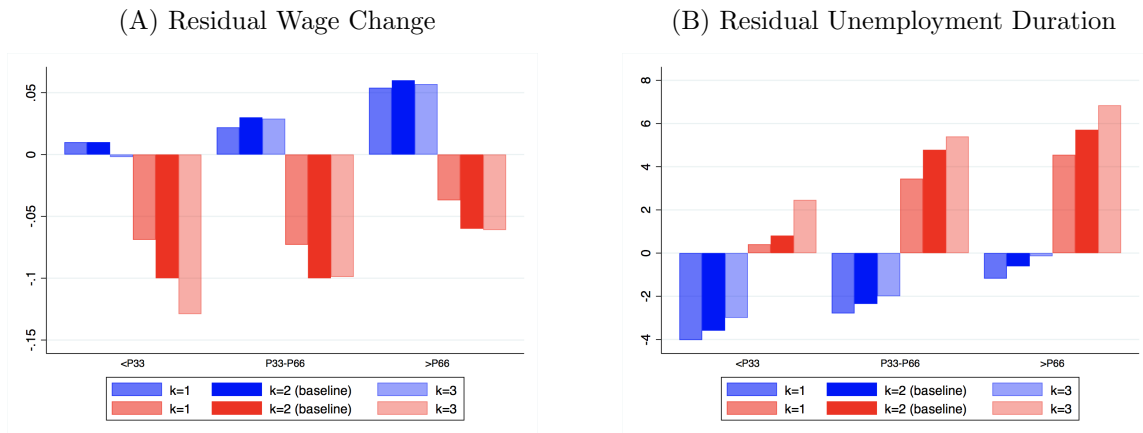 (A) Residual Wage Change
.05
0
-.05
-.1
-.15
<P33 P33-P66 >P66
k=1 k=2 (baseline) k=3
k=1 k=2 (baseline) k=3
(B) Residual Unemployment Duration
8
6
4
2
0
-2
-4
<P33 P33-P66 >P66
k=1 k=2 (baseline) k=3
k=1 k=2 (baseline) k=3